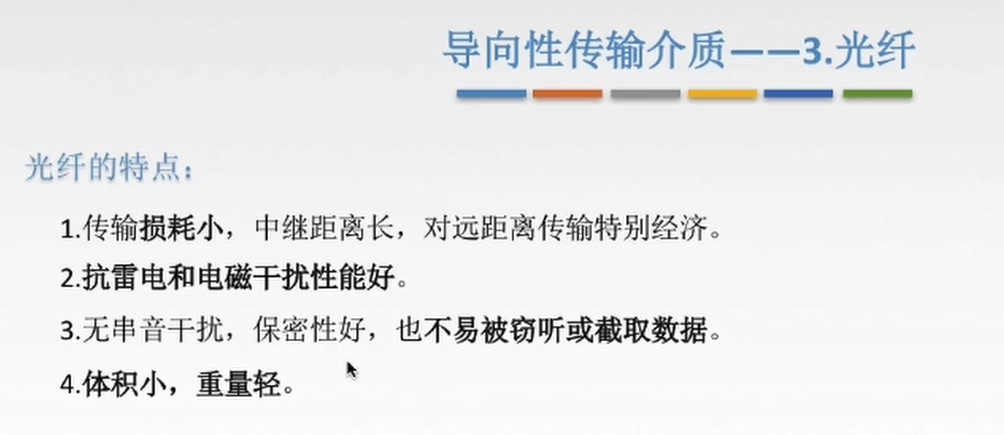 导向性传输介质——3.光纤
光纤的特点：
1.传输损耗小，中继距离长，对远距离传输特别经济。
2.抗雷电和电磁干扰性能好。
3.无串音干扰，保密性好，也不易被窃听或截取数据。
4.体积小，重量轻。